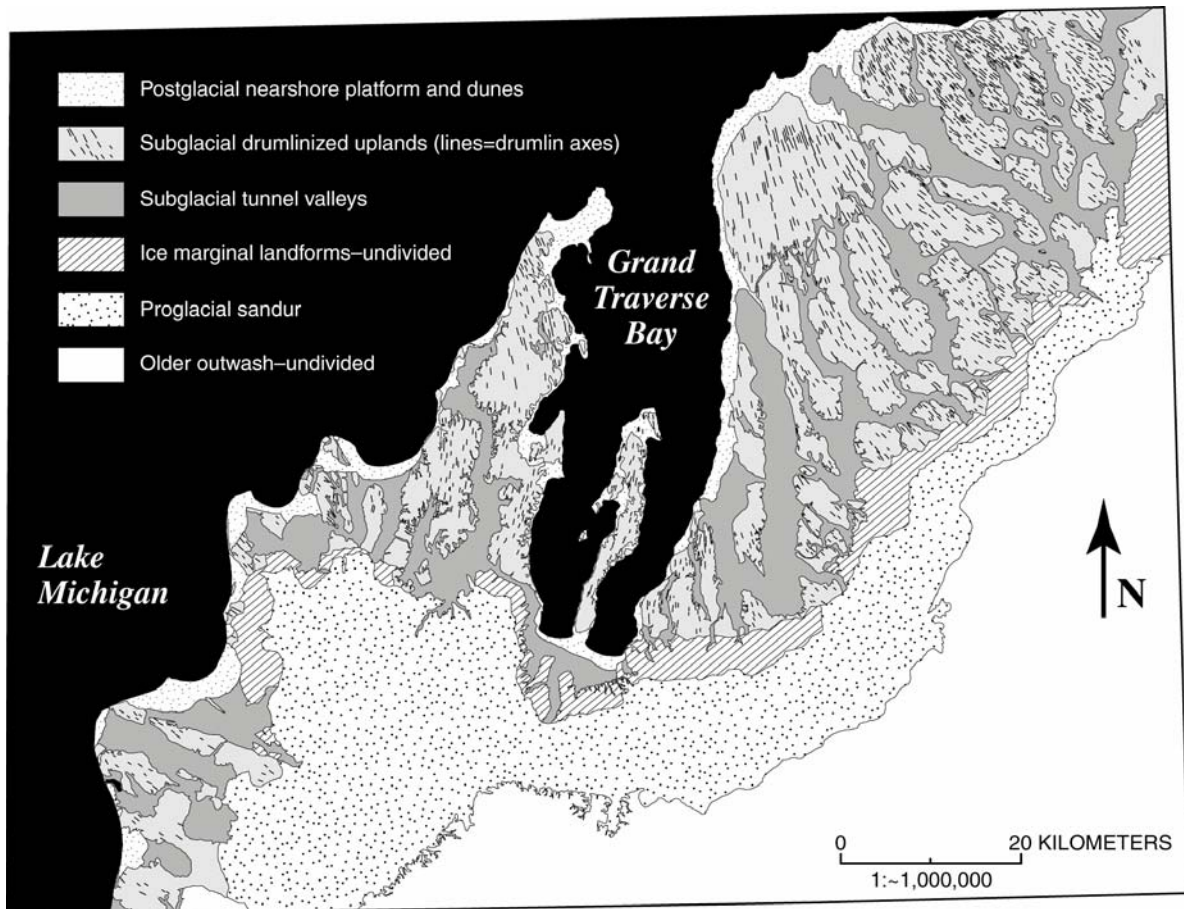 Postglacial nearshore platform and dunes
Subglacial drumlinized uplands (lines=drumlin axes)
Subglacial tunnel valleys
Ice marginal landforms–undivided
Proglacial sandur
Older outwash–undivided
Grand
Traverse
Bay
Lake
Michigan
N
0 20 KILOMETERS
1:~1,000,000